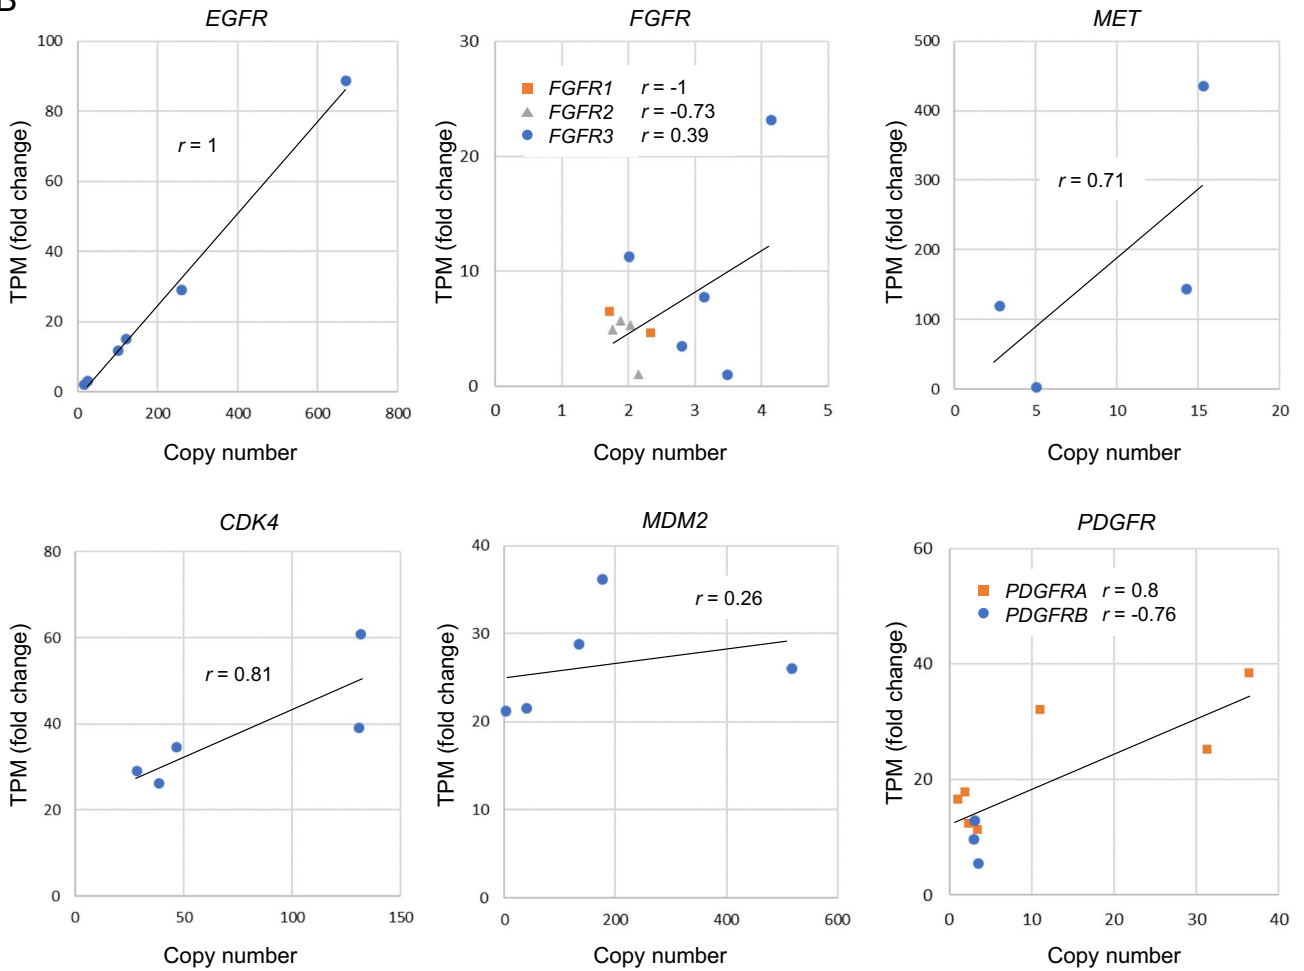 B
EGFR
FGFR
MET
TPM (fold change)
100
80
60
40
20
0
r = 1
0 200 400 600 800
Copy number
TPM (fold change)
30
20
10
0
FGFR1 r = -1
FGFR2 r = -0.73
FGFR3 r = 0.39
0 1 2 3 4 5
Copy number
TPM (fold change)
500
400
300
200
100
0
r = 0.71
0 5 10 15 20
Copy number
CDK4
MDM2
PDGFR
TPM (fold change)
80
60
40
20
0
r = 0.81
0 50 100 150
Copy number
TPM (fold change)
40
30
20
10
0
r = 0.26
0 200 400 600
Copy number
TPM (fold change)
60
40
20
0
PDGFRA r = 0.8
PDGFRB r = -0.76
0 10 20 30 40
Copy number